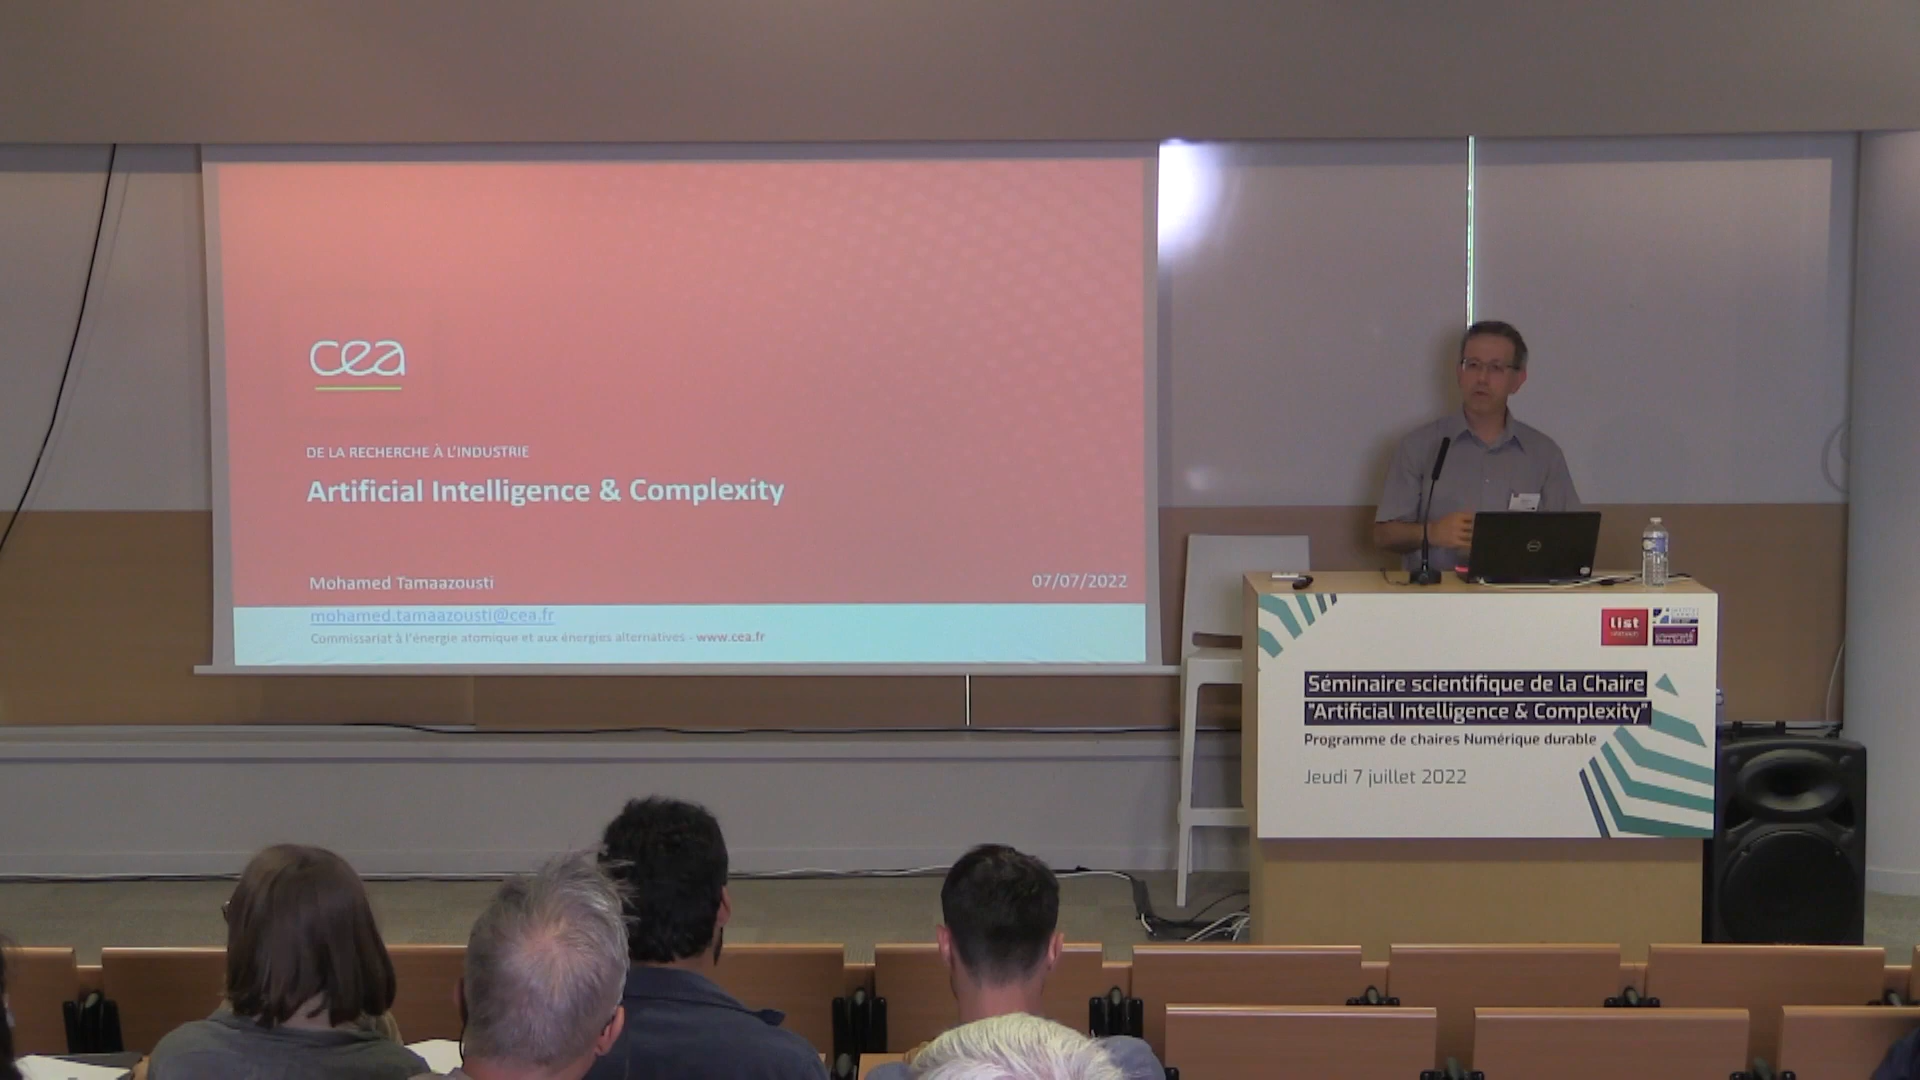 cea
DE LA RECHERCHE À L'INDUSTRIE
Artificial Intelligence & Complexity
Mohamed Tamaazousti
07/07/2022
mohamed.tamaazousti@cea.fr
Commissariat à l'énergie atomique et aux énergies alternatives - www.cea.fr
list
Séminaire scientifique de la Chaire
"Artificial Intelligence & Complexity"
Programme de chaires Numérique durable
Jeudi 7 juillet 2022